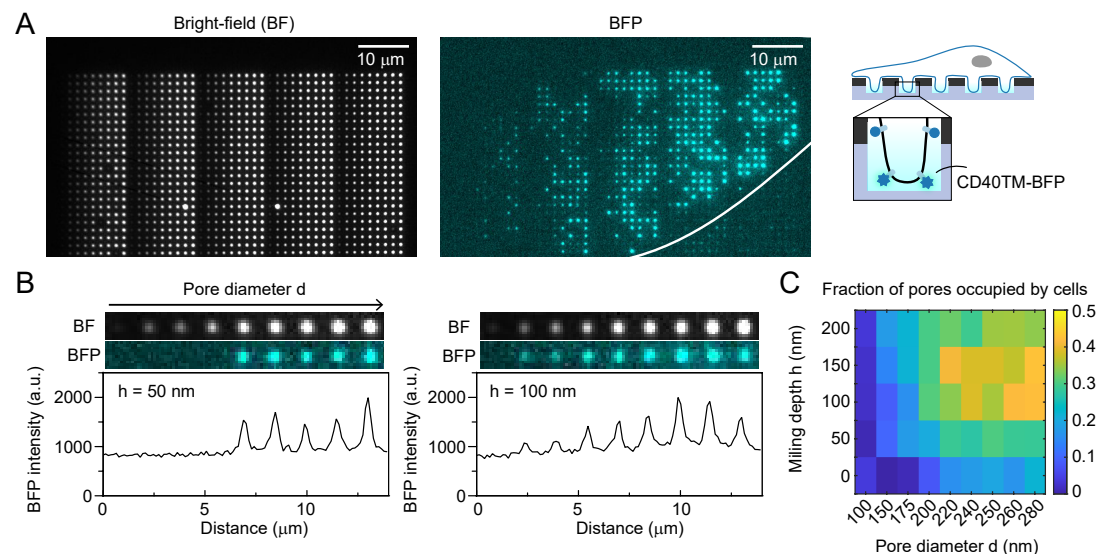 A
Bright-field (BF)
10 μm
BFP
10 μm
CD40TM-BFP
B
Pore diameter d
BF
BFP
h = 50 nm
BFP intensity (a.u.)
2000
1000
0
0
5
10
Distance (μm)
BF
BFP
h = 100 nm
BFP intensity (a.u.)
2000
1000
0
0
5
10
Distance (μm)
C
Fraction of pores occupied by cells
Miling depth h (nm)
200
150
100
50
0
100
150
175
200
220
240
250
260
280
Pore diameter d (nm)
0.5
0.4
0.3
0.2
0.1
0